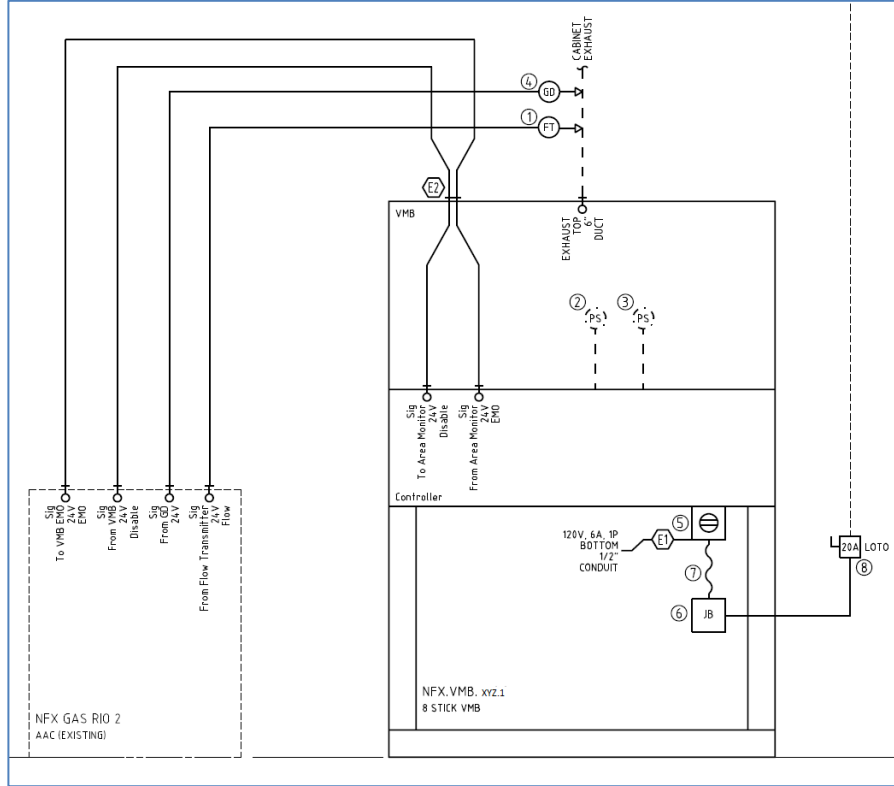 CABINET
EXHAUST
4
GD
1
FT
E2
VMB
EXHAUST
TOP
6"
DUCT
2
PS
3
PS
Sig
To Area Monitor
24V
Disable
Sig
From Area Monitor
24V
EMO
Controller
Sig
To VMB EMO
24V
EMO
Sig
From VMB
24V
Disable
Sig
From GD
24V
Sig
From Flow Transmitter
24V
Flow
120V, 6A, 1P
BOTTOM
1/2"
CONDUIT
E1
5
7
6
JB
20A
LOTO
8
NFX.VMB. XYZ.1
8 STICK VMB
NFX GAS RIO 2
AAC (EXISTING)